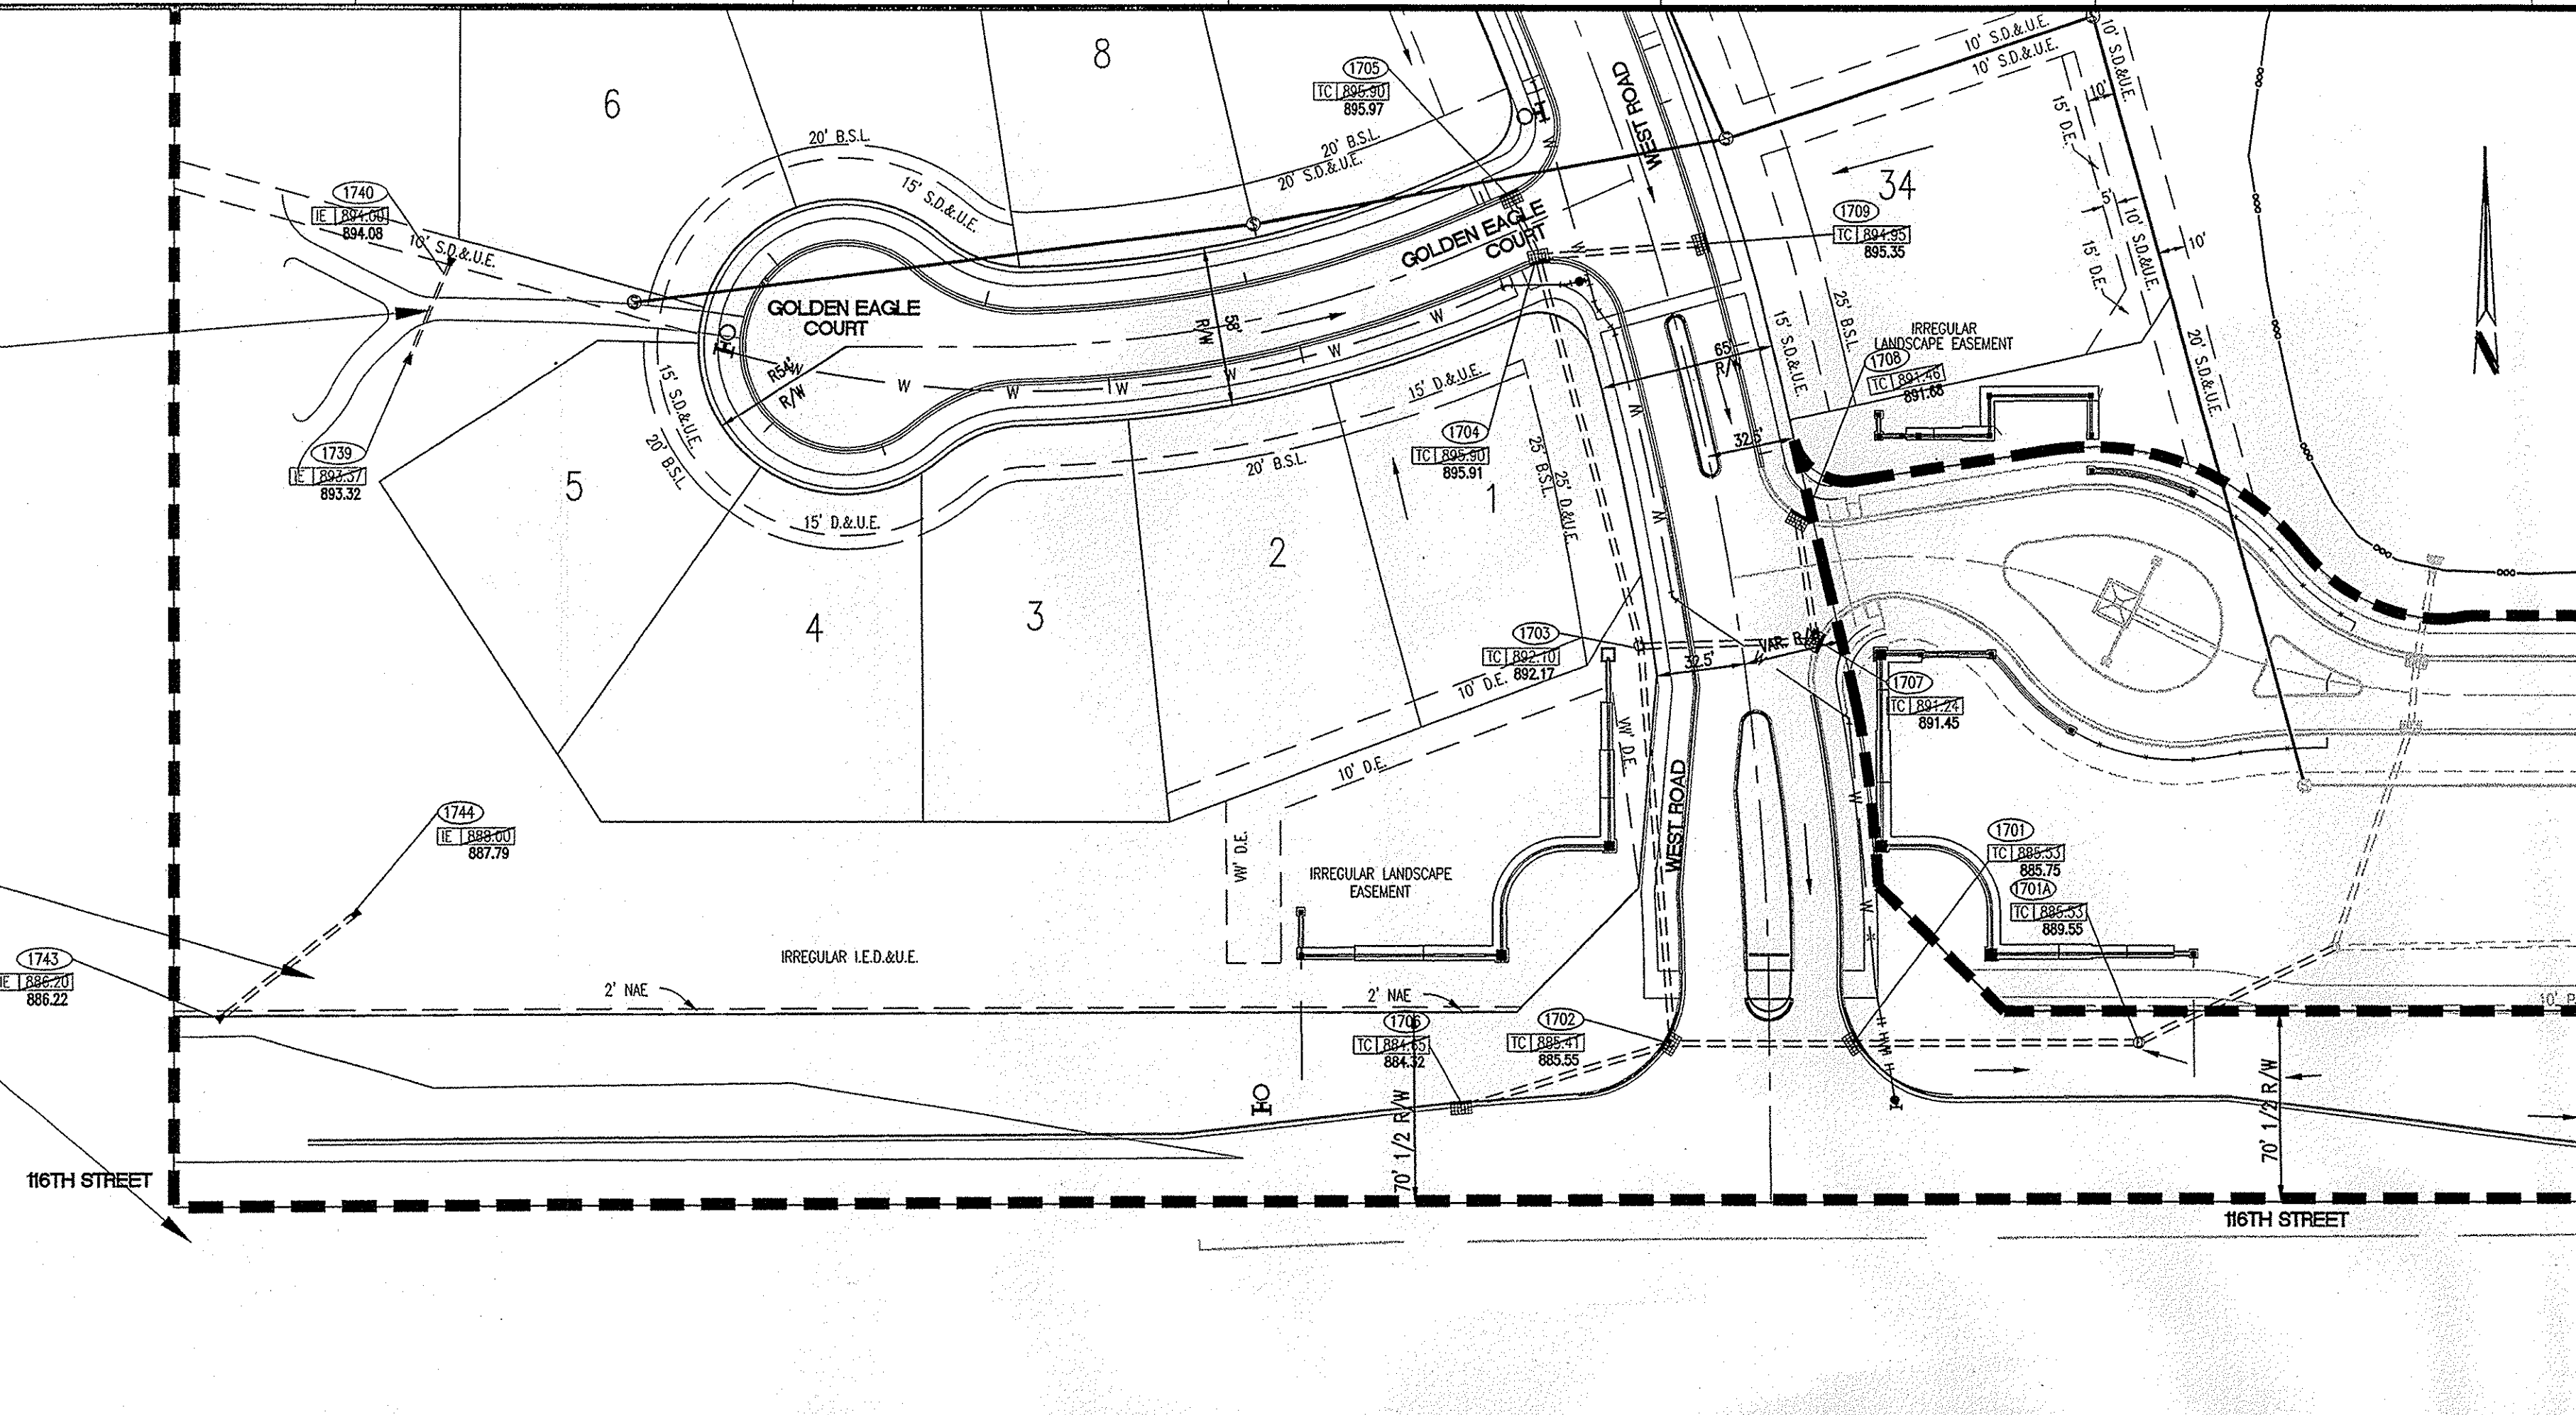 6
8
1705
TC 895.90
895.97
WEST ROAD
10' S.D.&U.E.
10' S.D.&U.E.
10' S.D.&U.E.
10'
15' D.E.
5'
10' S.D.&U.E.
10'
15' D.E.
20' S.D.&U.E.
34
20' B.S.L.
15' S.D.&U.E.
20' B.S.L.
20' S.D.&U.E.
1740
IE 894.00
894.08
10' S.D.&U.E.
GOLDEN EAGLE
COURT
GOLDEN EAGLE
COURT
1709
TC 894.95
895.35
58'
R/W
R54'
R/W
W
W
W
W
W
W
W
W
W
65'
R/W
15' S.D.&U.E.
25' B.S.L.
IRREGULAR
LANDSCAPE EASEMENT
1708
TC 891.46
891.68
32.5'
1739
IE 893.57
893.32
15' S.D.&U.E.
20' B.S.L.
15' D.&U.E.
15' D.&U.E.
20' B.S.L.
1704
TC 895.90
895.91
25' B.S.L.
25' D.&U.E.
W
W
5
4
3
2
1
1703
TC 892.10
892.17
VAR. R/W
32.5'
1707
TC 891.24
891.45
10' D.E.
10' D.E.
VW' D.E.
VW' D.E.
WEST ROAD
W
W
1744
IE 888.00
887.79
1743
IE 886.20
886.22
IRREGULAR I.E.D.&U.E.
IRREGULAR LANDSCAPE
EASEMENT
1701
TC 885.53
885.75
1701A
TC 885.53
889.55
2' NAE
2' NAE
1706
TC 884.65
884.32
1702
TC 885.41
885.55
70' 1/2 R/W
70' 1/2 R/W
116TH STREET
116TH STREET